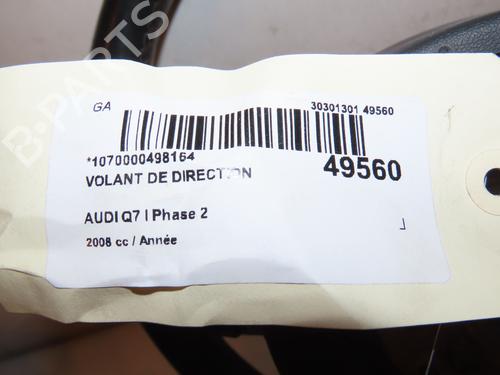 B-PARTS
GA
30301301 49560
*1070000498164
VOLANT DE DIRECTION
49560
AUDI Q7 I Phase 2
2008 cc / Année